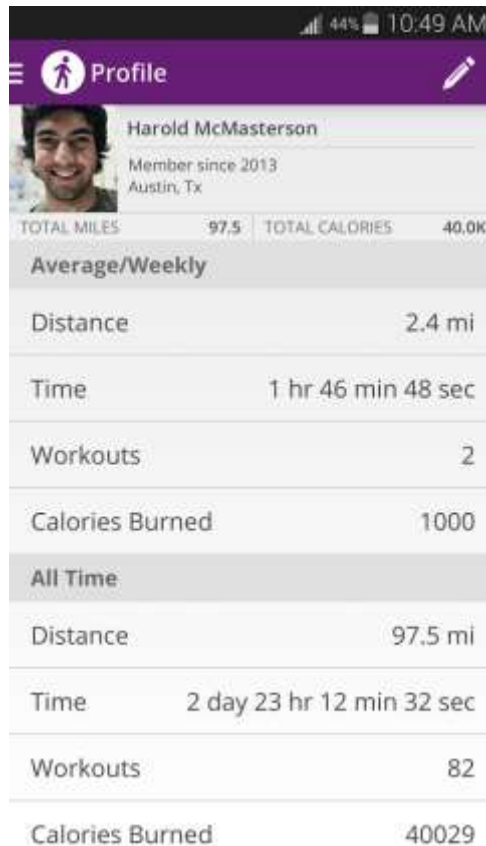 44% 10:49 AM
Profile
Harold McMasterson
Member since 2013
Austin, Tx
TOTAL MILES 97.5 TOTAL CALORIES 40.0K
Average/Weekly
Distance 2.4 mi
Time 1 hr 46 min 48 sec
Workouts 2
Calories Burned 1000
All Time
Distance 97.5 mi
Time 2 day 23 hr 12 min 32 sec
Workouts 82
Calories Burned 40029